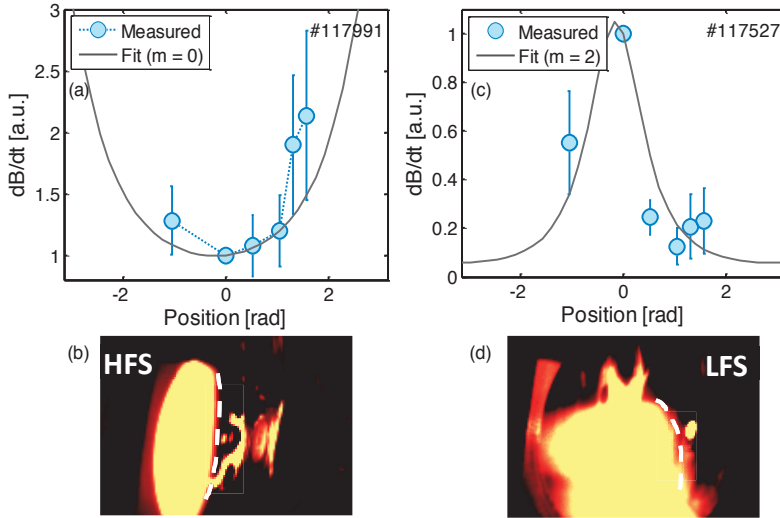 Measured
Fit (m = 0)
#117991
(a)
3
2.5
2
1.5
1
dB/dt [a.u.]
-2
0
2
Position [rad]
Measured
Fit (m = 2)
#117527
(c)
1
0.8
0.6
0.4
0.2
0
dB/dt [a.u.]
-2
0
2
Position [rad]
(b)
HFS
(d)
LFS